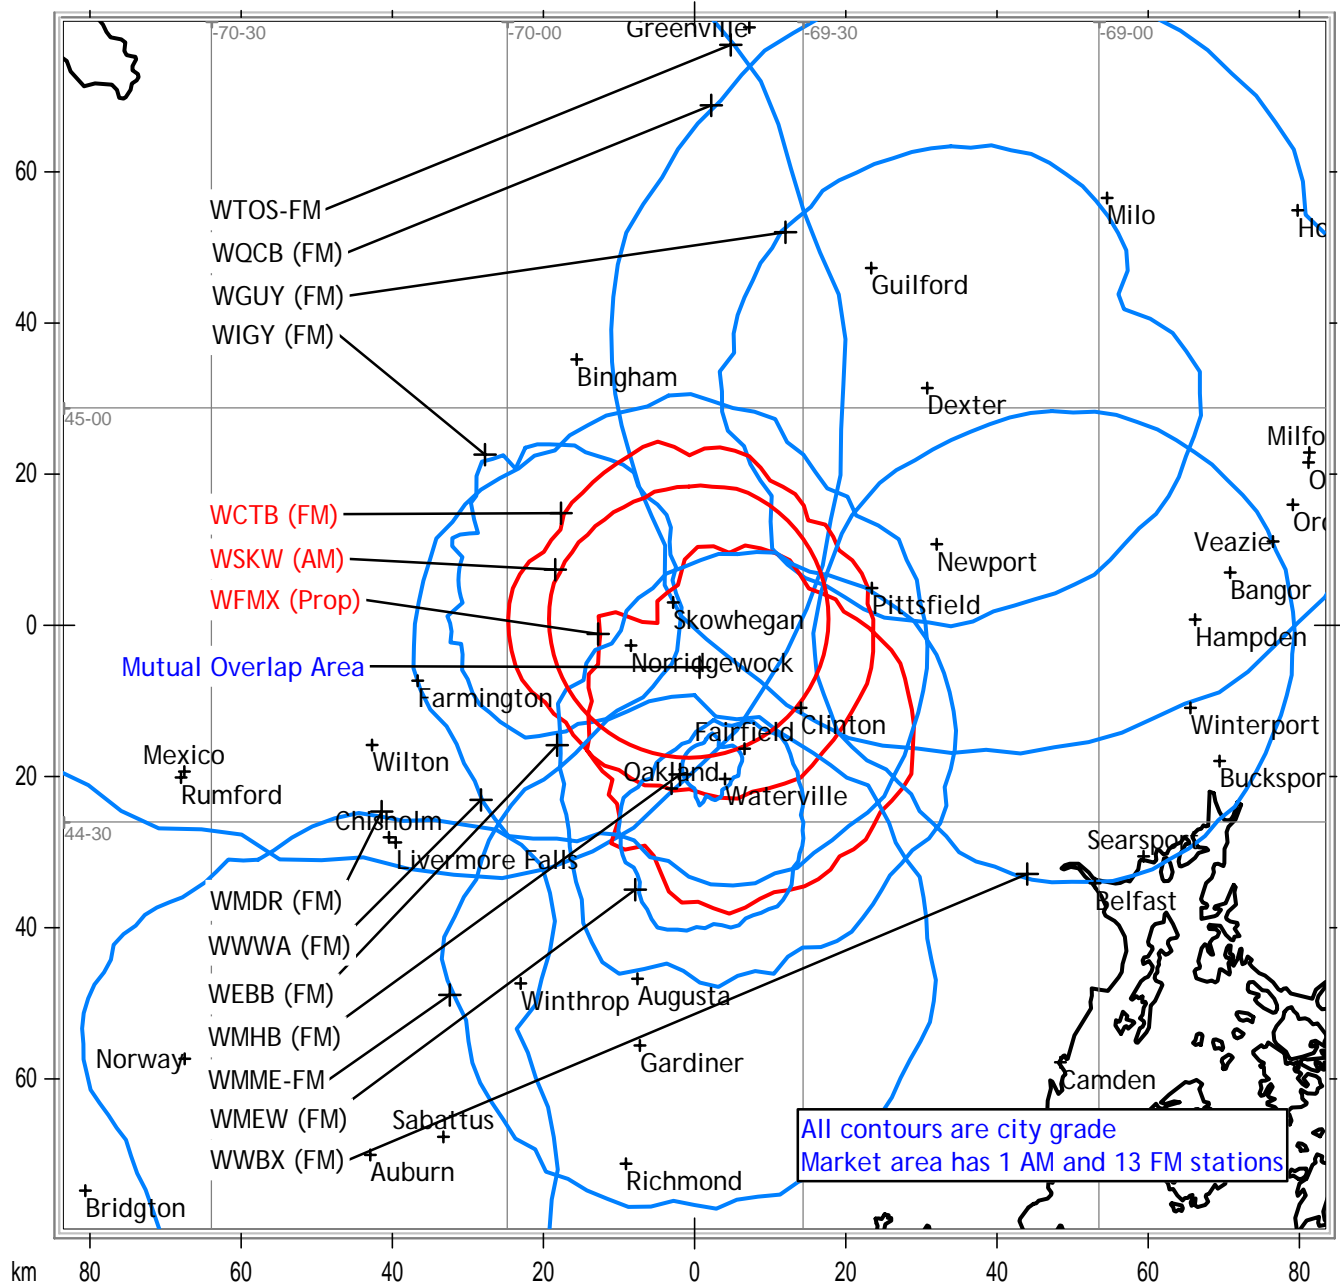 Greenville
-70-30
-70-00
-69-30
-69-00
60
WTOS-FM
Milo
WQCB (FM)
Guilford
WGUY (FM)
40
WIGY (FM)
Bingham
Dexter
45-00
Milfo
20
WCTB (FM)
Veazie
Newport
WSKW (AM)
Bangor
WFMX (Prop)
Pittsfield
0
Skowhegan
Hampden
Mutual Overlap Area
Norridgewock
Farmington
Clinton
Winterport
Fairfield
Mexico
Wilton
20
Oakland
Buckspor
Rumford
Waterville
Chisholm
44-30
Searsport
Livermore Falls
WMDR (FM)
Belfast
40
WWWA (FM)
WEBB (FM)
Winthrop
Augusta
WMHB (FM)
Norway
Gardiner
60
WMME-FM
Camden
WMEW (FM)
Sabattus
All contours are city grade
WWBX (FM)
Market area has 1 AM and 13 FM stations
Auburn
Richmond
Bridgton
km
80
60
40
20
0
20
40
60
80